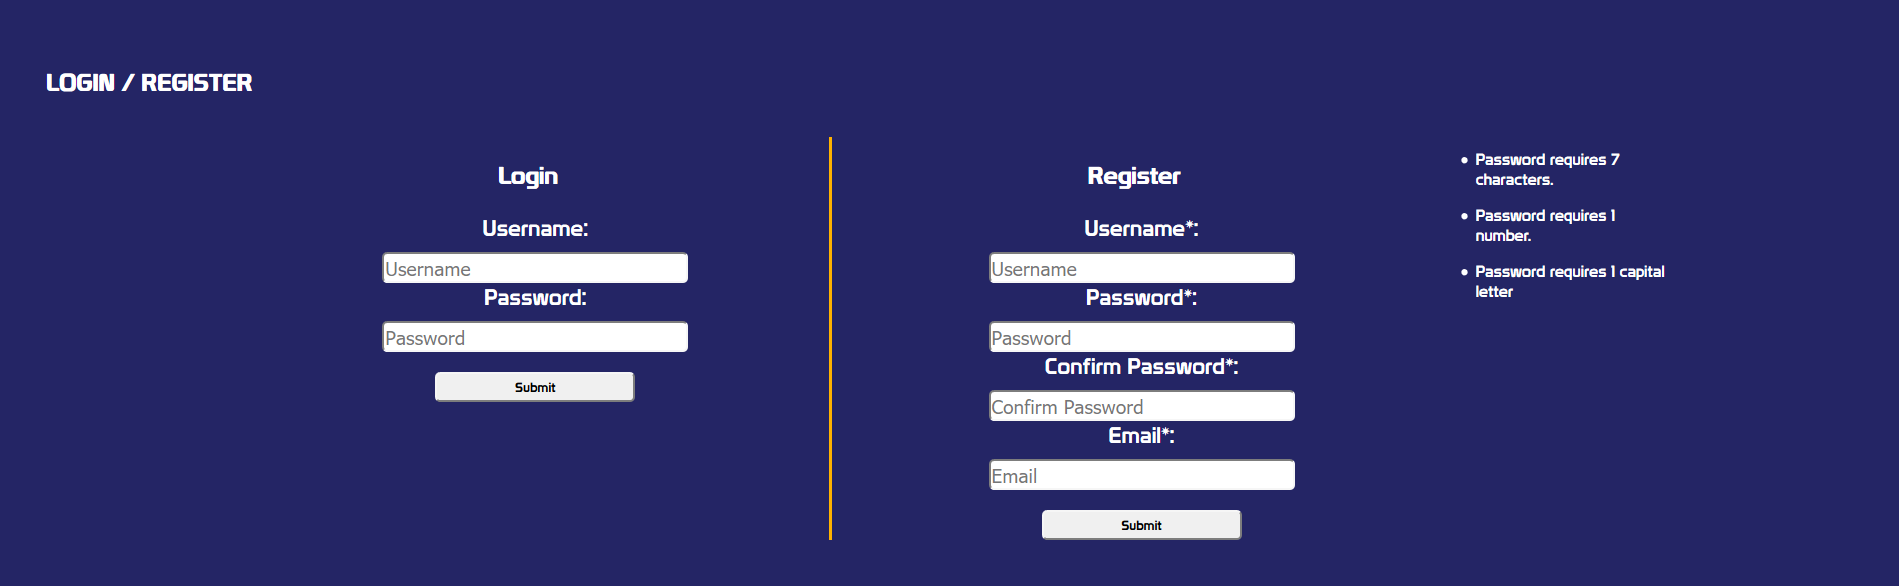 LOGIN / REGISTER
Login
Username:
Username
Password:
Password
Submit
Register
Username*:
Username
Password*:
Password
Confirm Password*:
Confirm Password
Email*:
Email
Submit
• Password requires 7
characters.
• Password requires 1
number.
• Password requires 1 capital
letter